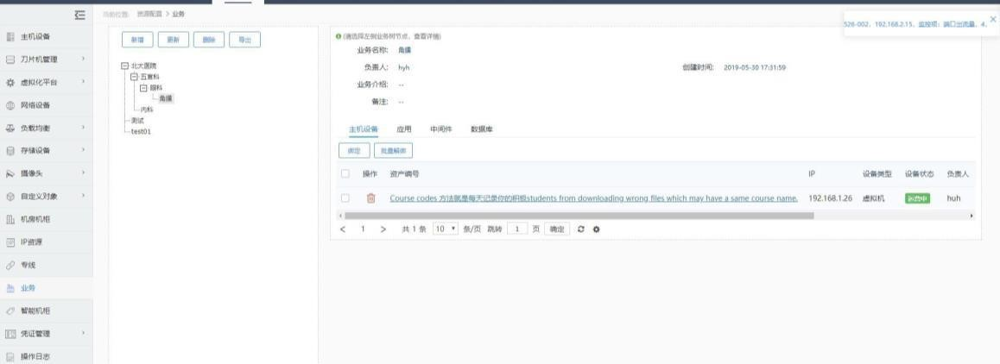 当前位置: 资源配置 > 业务
526-002, 192.168.2.15, 监控项: 端口出流量, 4.
主机设备
刀片机管理
虚拟化平台
网络设备
负载均衡
存储设备
摄像头
自定义对象
机房机柜
IP资源
专线
业务
智能机柜
凭证管理
操作日志
新增 更新 删除 导出
北大医院
五官科
眼科
角膜
内科
测试
test01
(请选择左侧业务树节点, 查看详情)
业务名称: 角膜
负责人: hyh 创建时间: 2019-05-30 17:31:59
业务介绍: --
备注: --
主机设备 应用 中间件 数据库
绑定 批量解绑
操作 资产编号 IP 设备类型 设备状态 负责人
Course codes 方法就是每天记录你的积极students from downloading wrong files which may have a same course name. 192.168.1.26 虚拟机 运营中 huh
< 1 > 共 1 条 10 条/页 跳转 1 页 确定